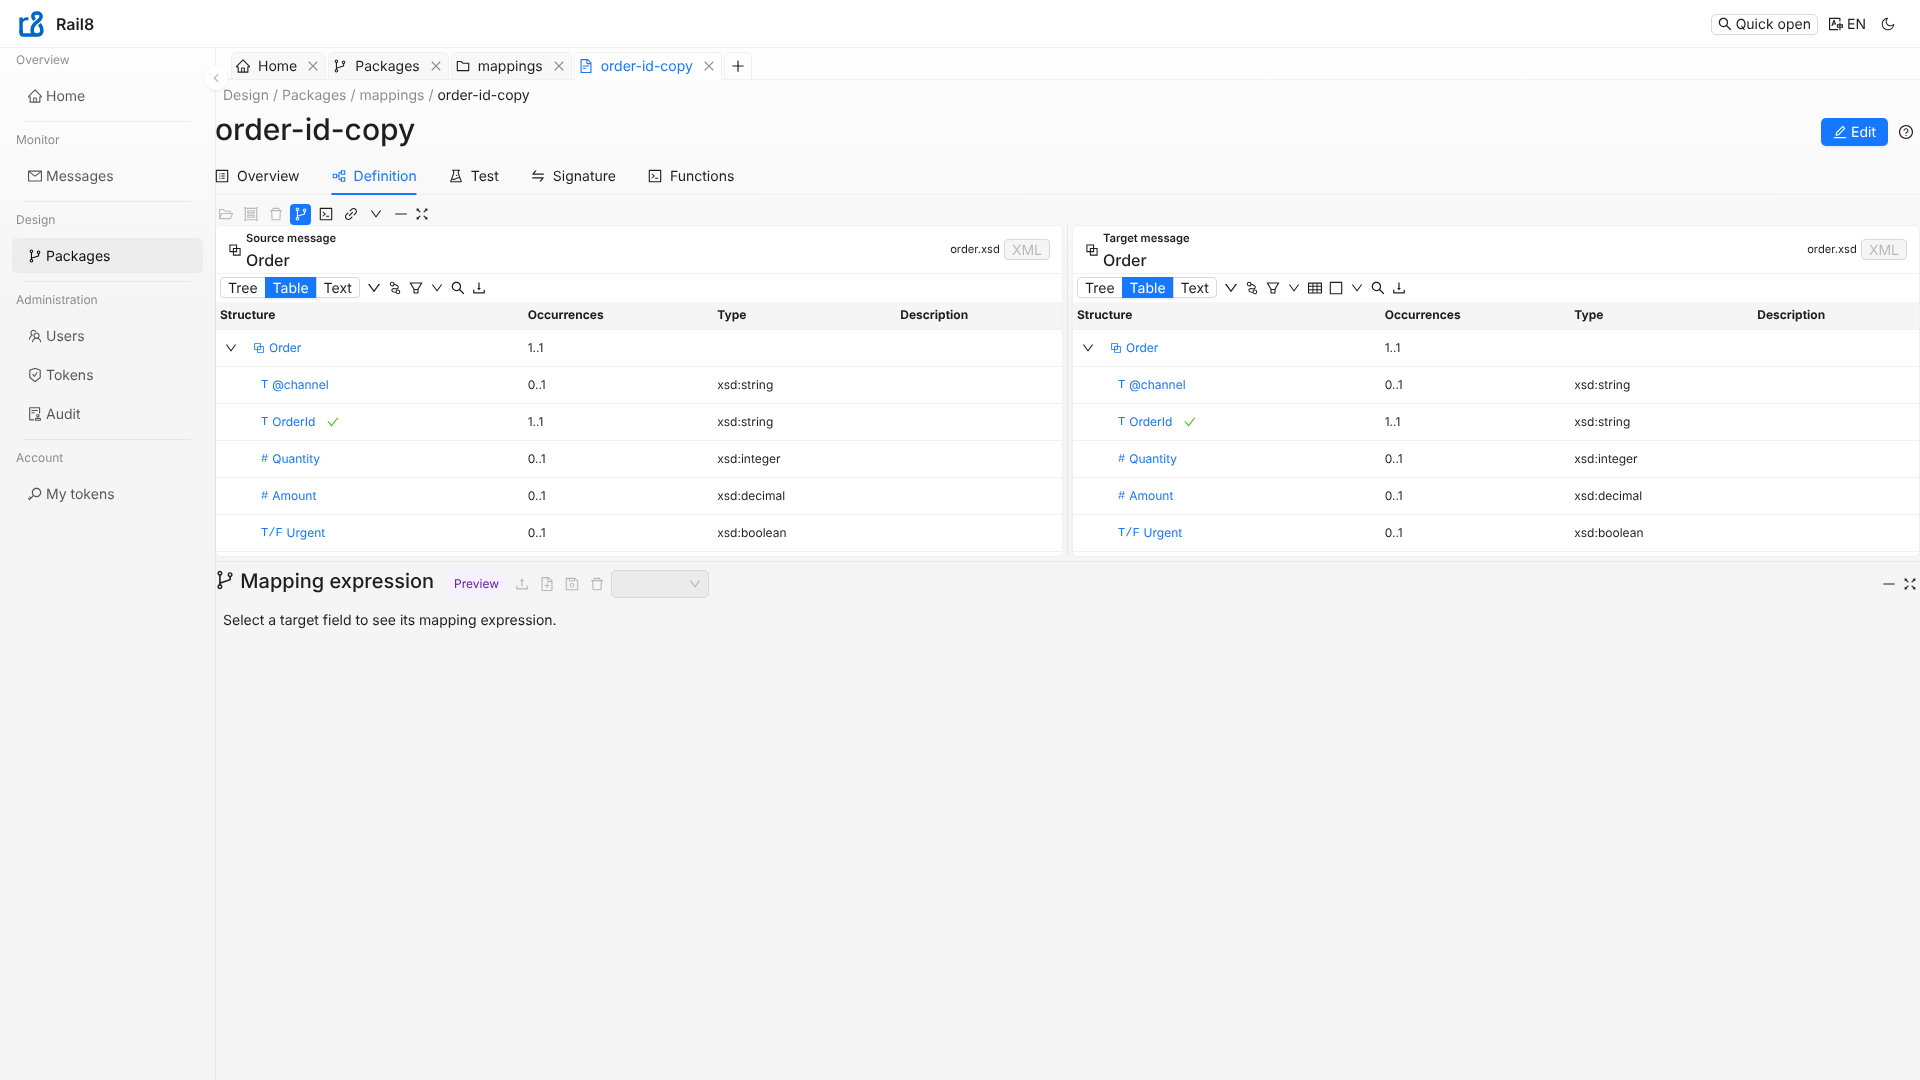 Rail8
Quick open
EN
Overview
Home
Monitor
Messages
Design
Packages
Administration
Users
Tokens
Audit
Account
My tokens
Home
Packages
mappings
order-id-copy
Design / Packages / mappings / order-id-copy
order-id-copy
Edit
Overview
Definition
Test
Signature
Functions
Source message
Order
order.xsd XML
Tree Table Text
Structure Occurrences Type Description
Order 1..1
T @channel 0..1 xsd:string
T OrderId 1..1 xsd:string
# Quantity 0..1 xsd:integer
# Amount 0..1 xsd:decimal
T/F Urgent 0..1 xsd:boolean
Target message
Order
order.xsd XML
Tree Table Text
Structure Occurrences Type Description
Order 1..1
T @channel 0..1 xsd:string
T OrderId 1..1 xsd:string
# Quantity 0..1 xsd:integer
# Amount 0..1 xsd:decimal
T/F Urgent 0..1 xsd:boolean
Mapping expression Preview
Select a target field to see its mapping expression.